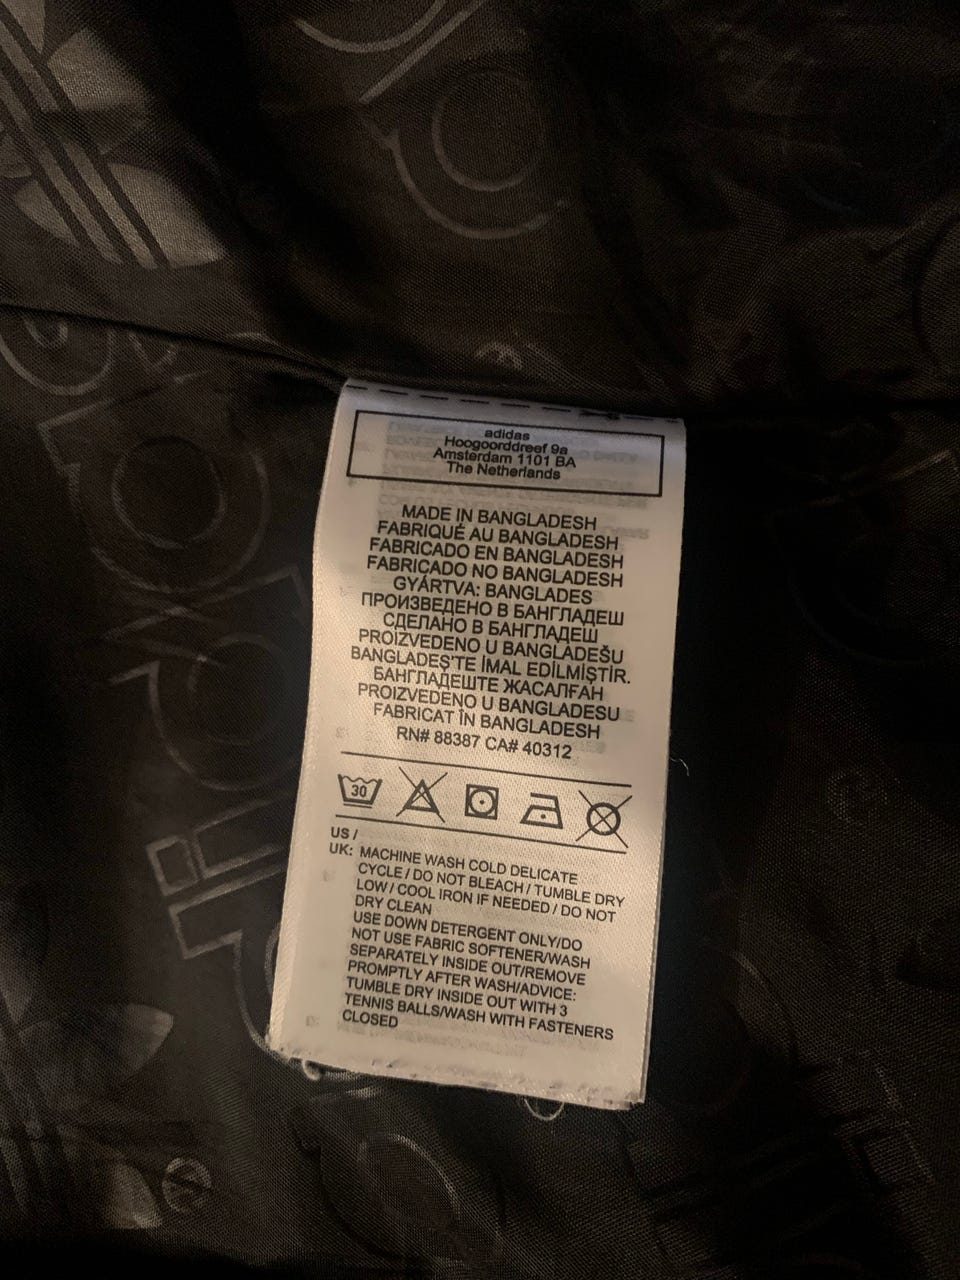 adidas
Hoogoorddreef 9a
Amsterdam 1101 BA
The Netherlands
MADE IN BANGLADESH
FABRIQUÉ AU BANGLADESH
FABRICADO EN BANGLADESH
FABRICADO NO BANGLADESH
GYÁRTVA: BANGLADES
ПРОИЗВЕДЕНО В БАНГЛАДЕШ
СДЕЛАНО В БАНГЛАДЕШ
PROIZVEDENO U BANGLADEŠU
BANGLADEŞ'TE İMAL EDİLMİŞTİR.
БАНГЛАДЕШТЕ ЖАСАЛҒАН
PROIZVEDENO U BANGLADESU
FABRICAT ÎN BANGLADESH
RN# 88387 CA# 40312
30
US /
UK: MACHINE WASH COLD DELICATE
CYCLE / DO NOT BLEACH / TUMBLE DRY
LOW / COOL IRON IF NEEDED / DO NOT
DRY CLEAN
USE DOWN DETERGENT ONLY/DO
NOT USE FABRIC SOFTENER/WASH
SEPARATELY INSIDE OUT/REMOVE
PROMPTLY AFTER WASH/ADVICE:
TUMBLE DRY INSIDE OUT WITH 3
TENNIS BALLS/WASH WITH FASTENERS
CLOSED